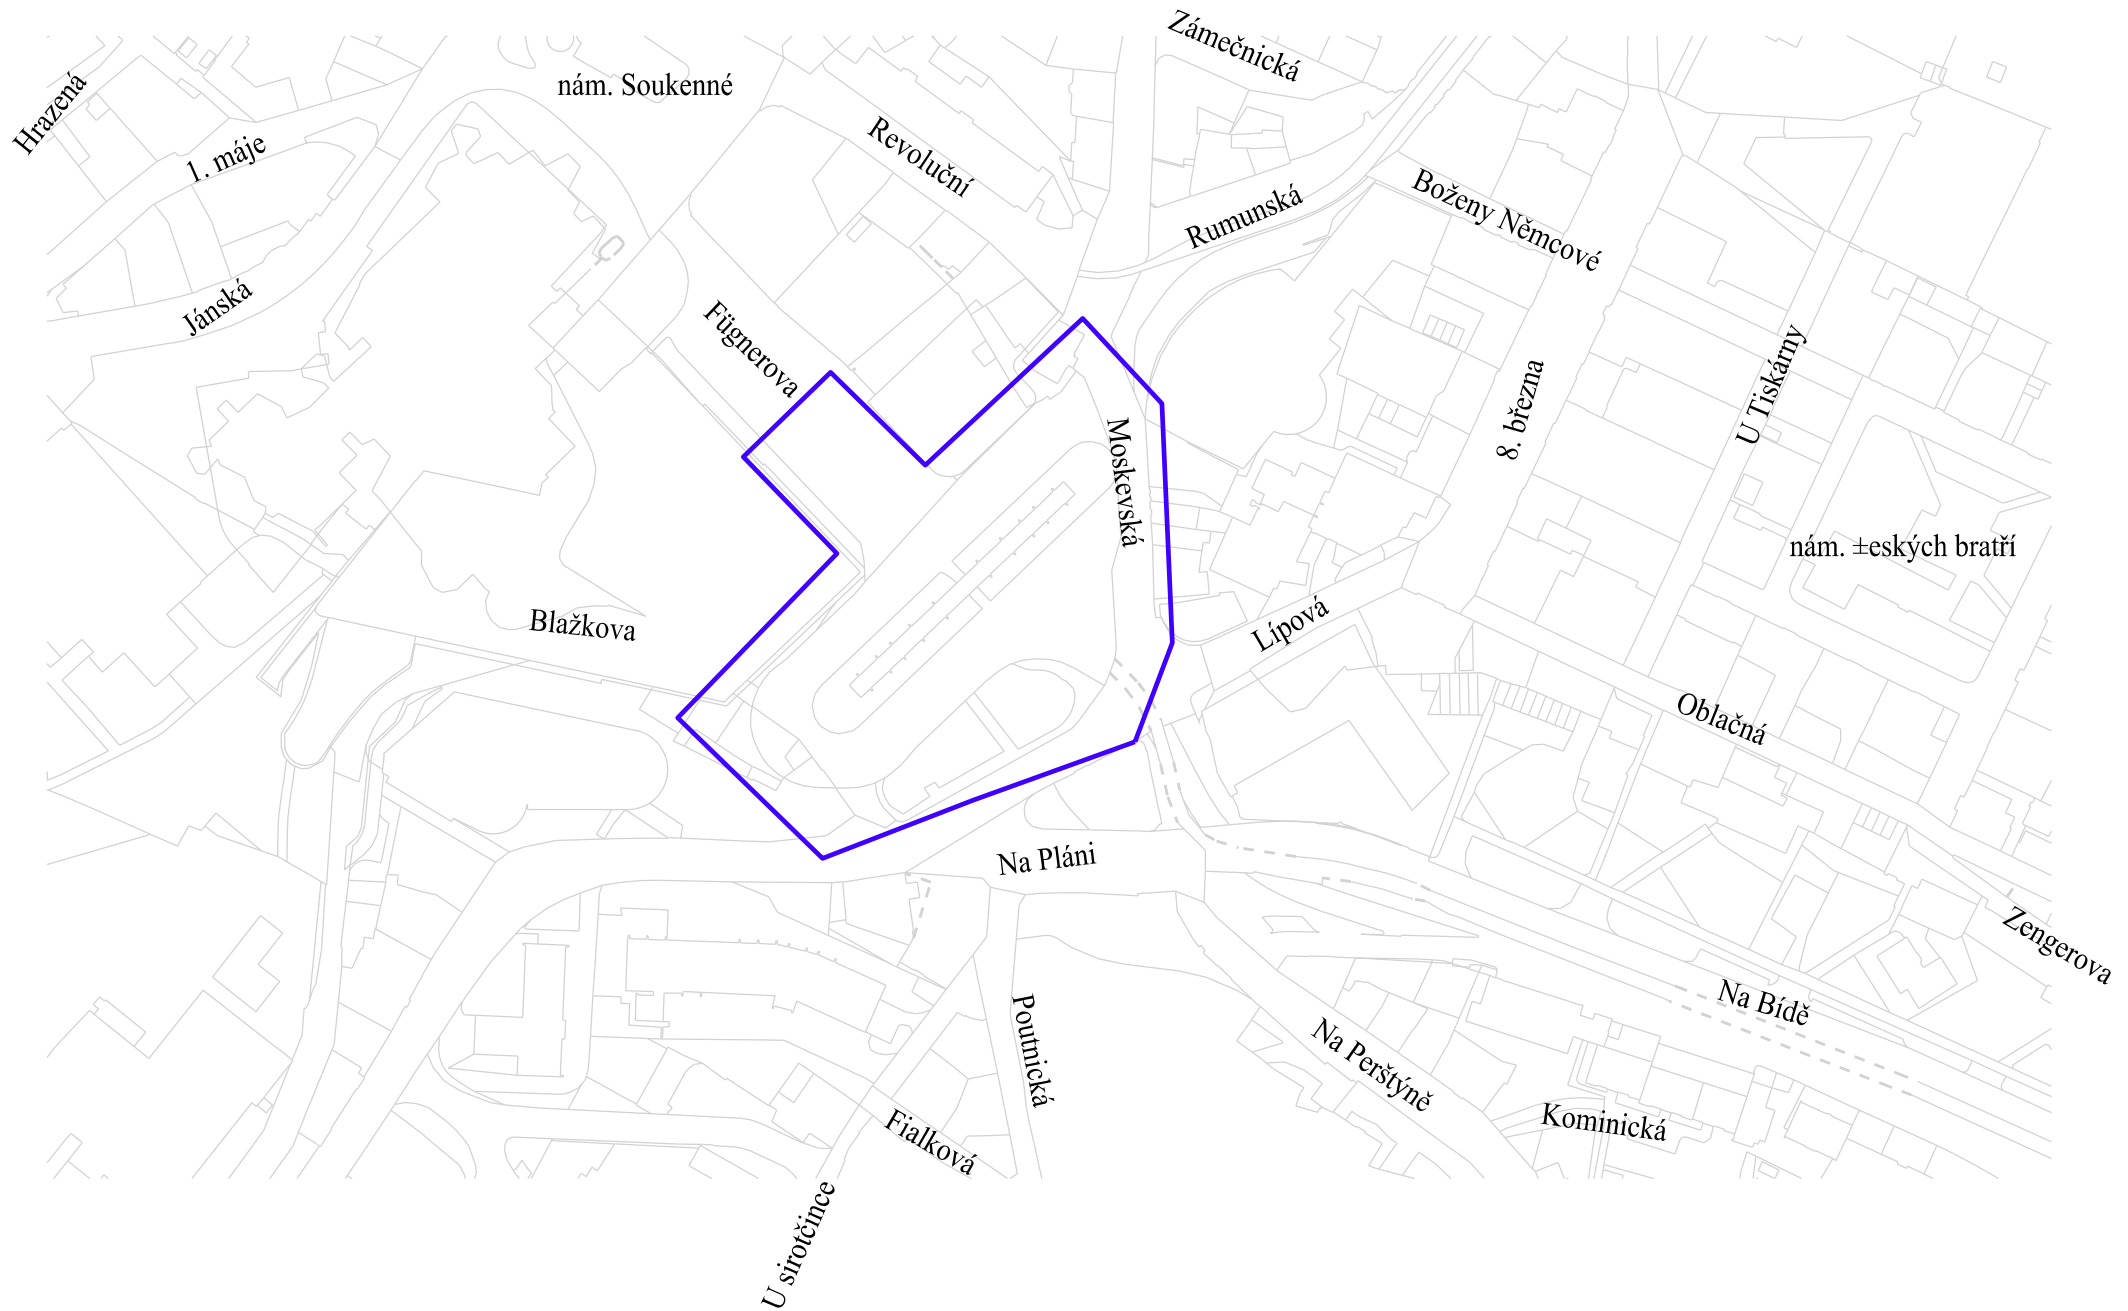 Zámečnická
nám. Soukenné
Hrazená
1. máje
Revoluční
Rumunská
Boženy Němcové
Jánská
Fügnerova
8. března
U Tiskárny
Moskevská
nám. ±eských bratří
Blažkova
Lípová
Oblačná
Na Pláni
Zengerova
Na Bídě
Poutnická
Na Perštýně
Kominická
Fialková
U sirotčince